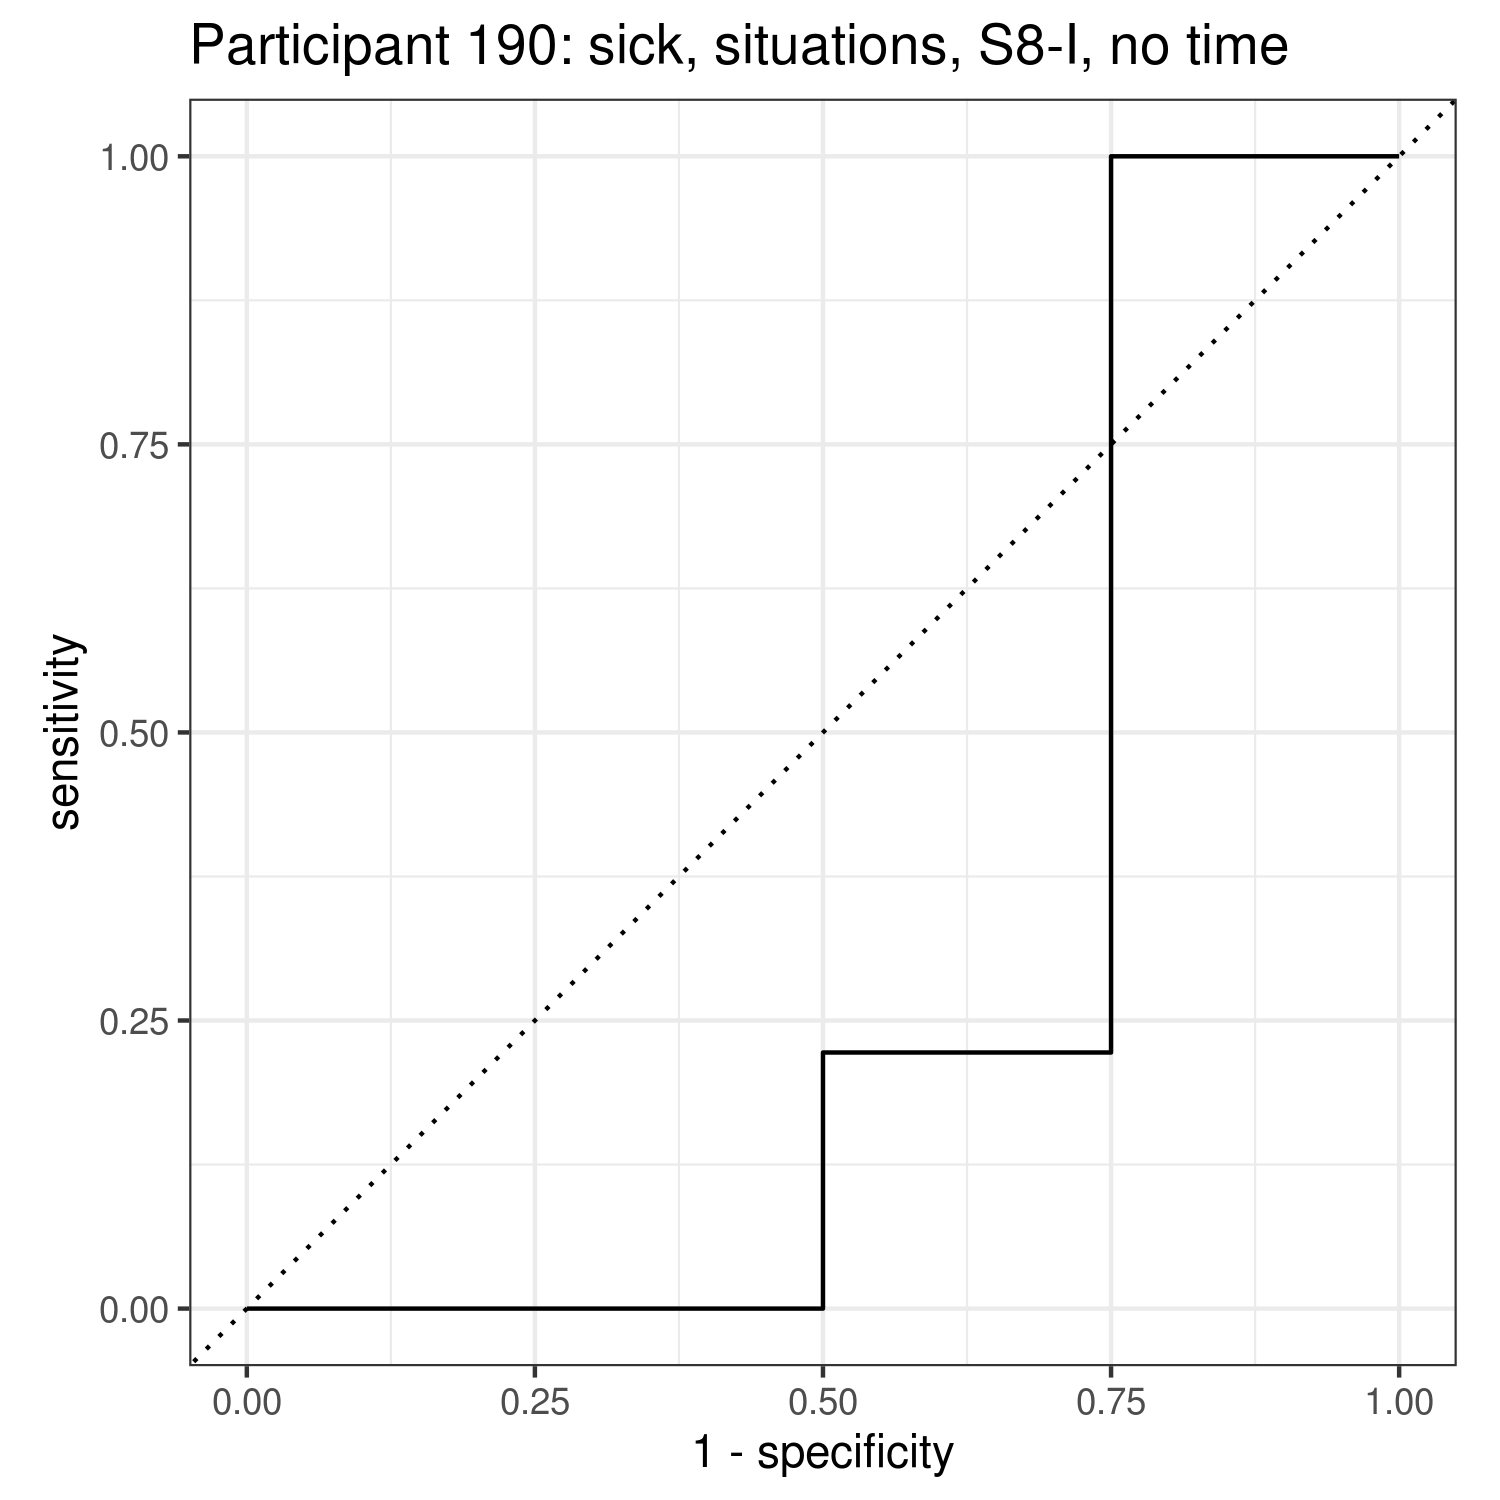 Participant 190: sick, situations, S8-I, no time
1.00
0.75
0.50
0.25
0.00
sensitivity
0.00 0.25 0.50 0.75 1.00
1 - specificity